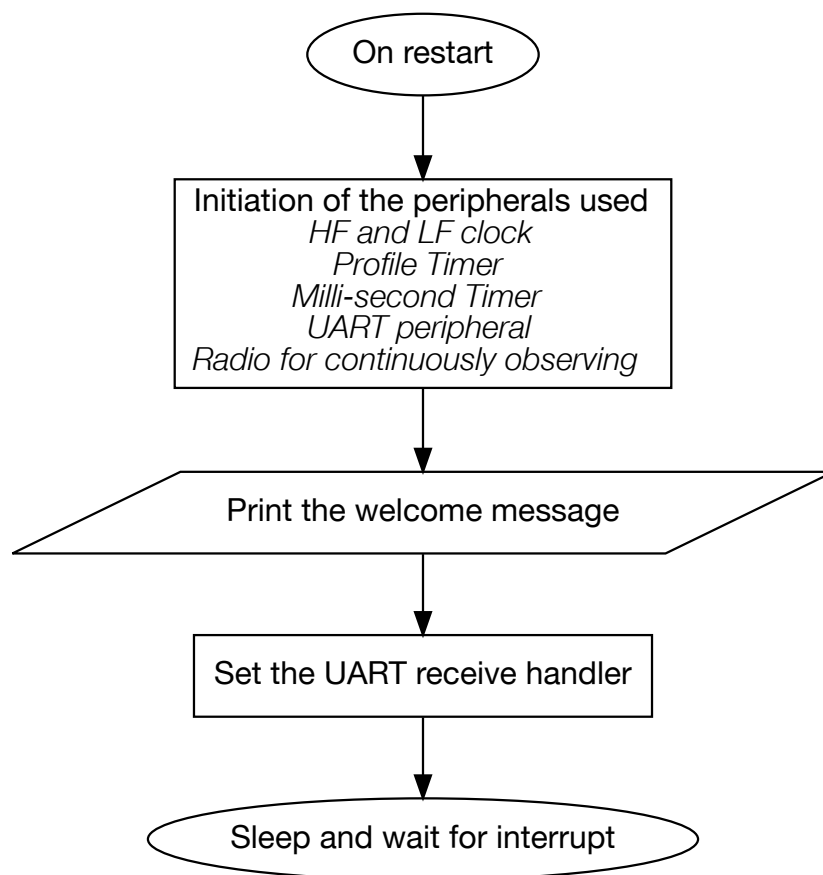 On restart
Initiation of the peripherals used
HF and LF clock
Profile Timer
Milli-second Timer
UART peripheral
Radio for continuously observing
Print the welcome message
Set the UART receive handler
Sleep and wait for interrupt